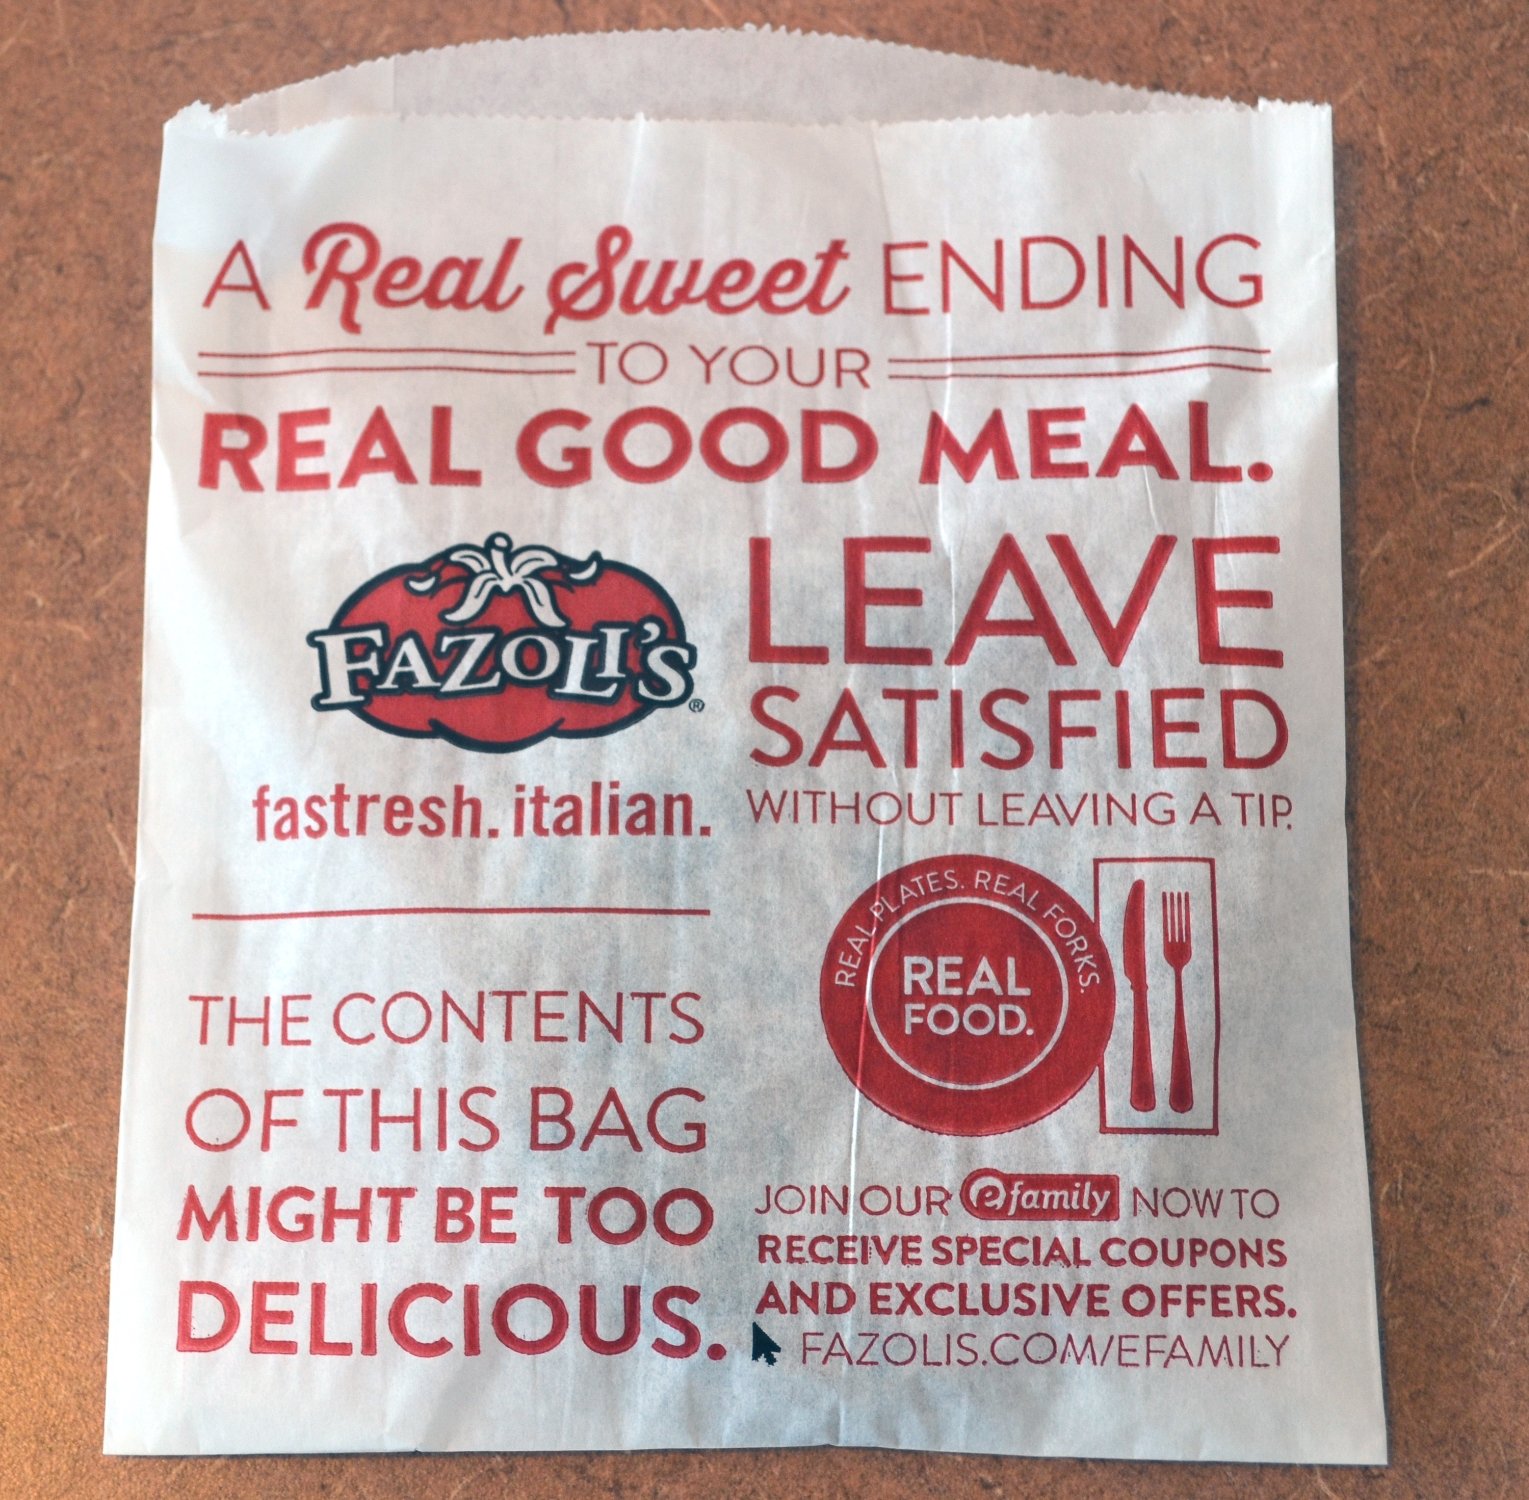 A Real Sweet ENDING
TO YOUR
REAL GOOD MEAL.
FAZOLI'S®
fastresh. italian.
THE CONTENTS
OF THIS BAG
MIGHT BE TOO
DELICIOUS.
LEAVE
SATISFIED
WITHOUT LEAVING A TIP.
REAL PLATES. REAL FORKS.
REAL
FOOD.
JOIN OUR efamily NOW TO
RECEIVE SPECIAL COUPONS
AND EXCLUSIVE OFFERS.
FAZOLIS.COM/EFAMILY